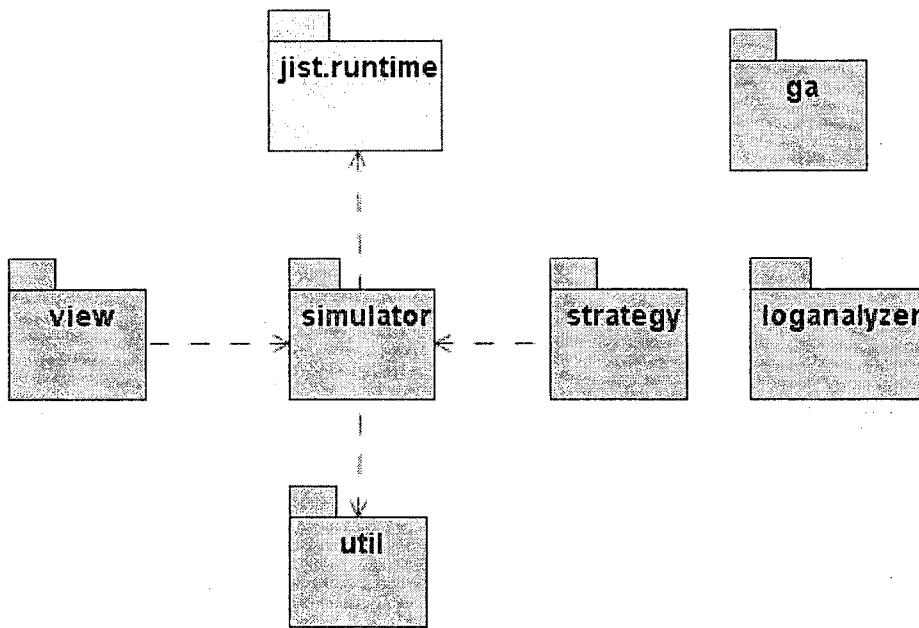 jist.runtime
ga
view
simulator
strategy
loganalyzer
util